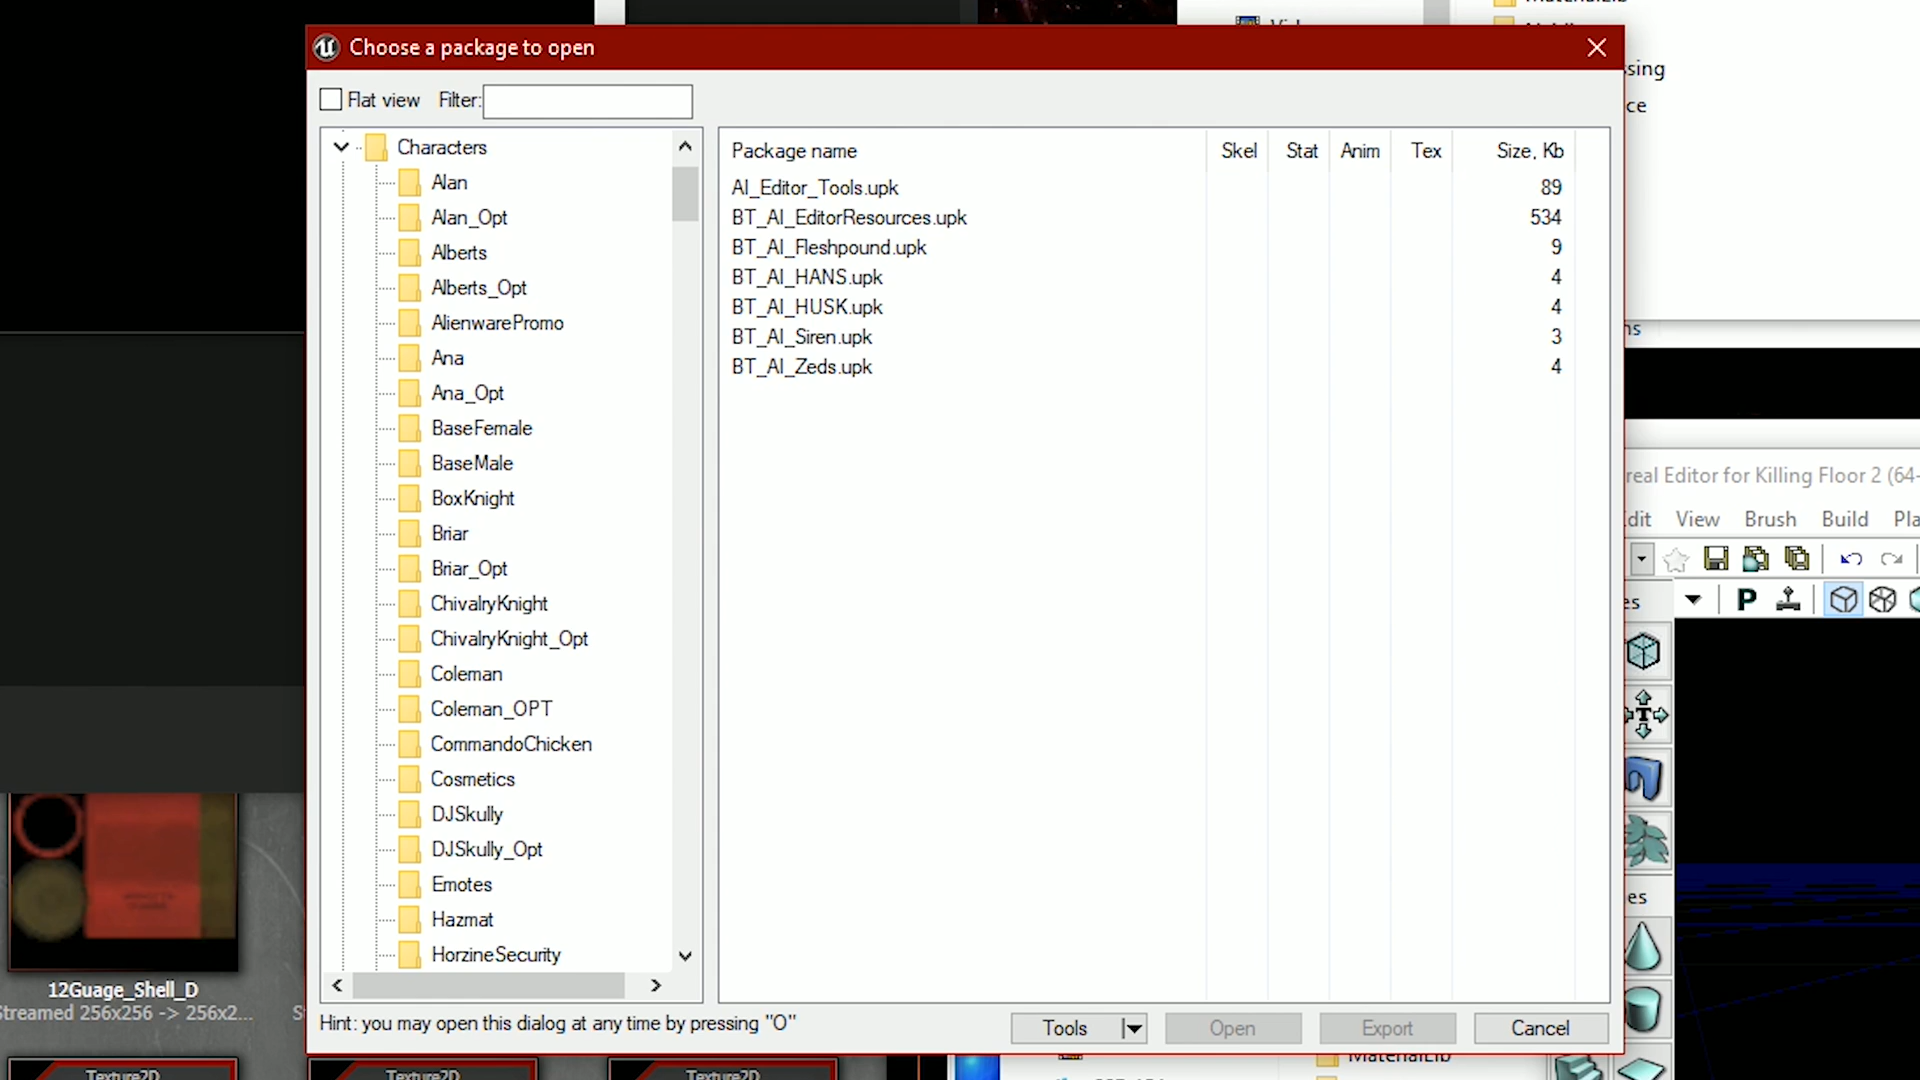 Choose a package to open
Flat view Filter:
Characters
Alan
Alan_Opt
Alberts
Alberts_Opt
AlienwarePromo
Ana
Ana_Opt
BaseFemale
BaseMale
BoxKnight
Briar
Briar_Opt
ChivalryKnight
ChivalryKnight_Opt
Coleman
Coleman_OPT
CommandoChicken
Cosmetics
DJSkully
DJSkully_Opt
Emotes
Hazmat
HorzineSecurity
Package name Skel Stat Anim Tex Size, Kb
AI_Editor_Tools.upk 89
BT_AI_EditorResources.upk 534
BT_AI_Fleshpound.upk 9
BT_AI_HANS.upk 4
BT_AI_HUSK.upk 4
BT_AI_Siren.upk 3
BT_AI_Zeds.upk 4
Hint: you may open this dialog at any time by pressing "O"
Tools Open Export Cancel
ssing
ce
ns
real Editor for Killing Floor 2 (64-
Edit View Brush Build Pla
P
es
es
12Guage_Shell_D
Streamed 256x256 -> 256x2... S
Texture2D Texture2D Texture2D
MaterialLib